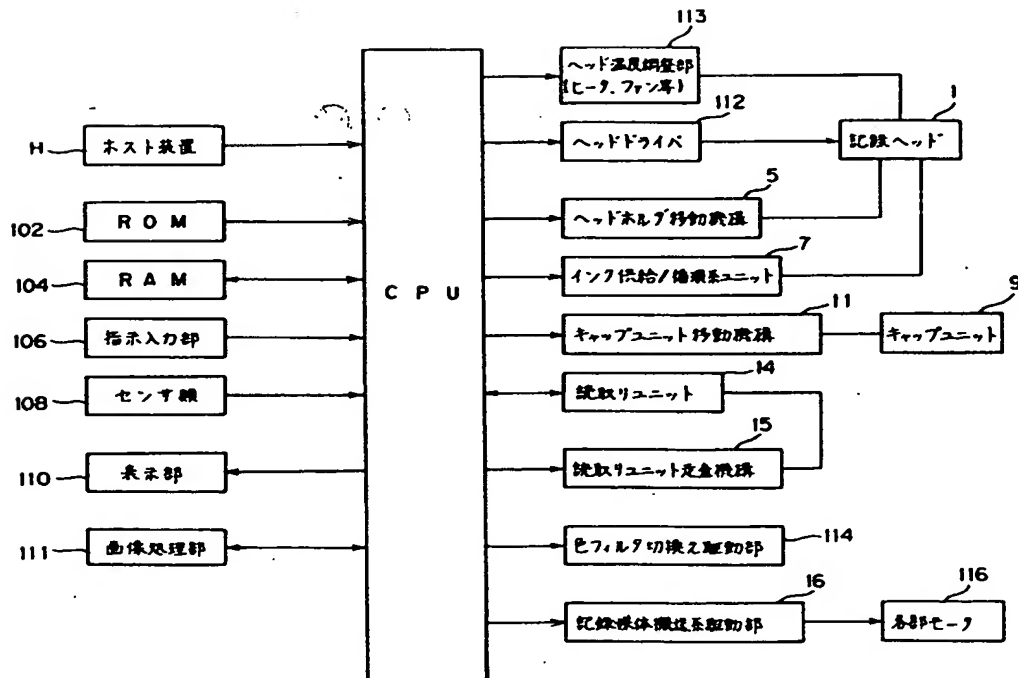 113
ヘッド温度調整部
(ヒータ、ファン等)
112
1
H
ホスト装置
ヘッドドライバ
記録ヘッド
5
102
ROM
ヘッドホルダ移動機構
7
104
RAM
CPU
インク供給/循環系ユニット
11
9
106
指示入力部
キャップユニット移動機構
キャップユニット
14
108
センサ類
読取りユニット
15
110
表示部
読取りユニット走査機構
111
画像処理部
色フィルタ切換え駆動部
114
16
116
記録媒体搬送系駆動部
各部モータ